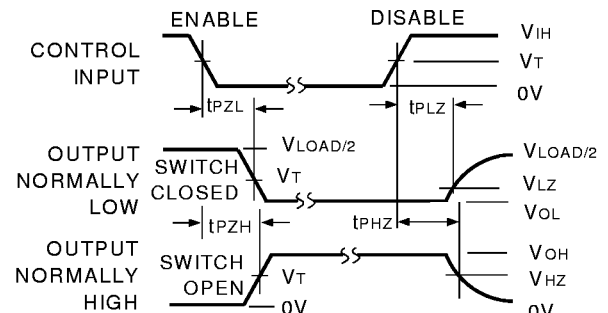 ENABLE
DISABLE
CONTROL
INPUT
VIH
VT
0V
tPZL
tPLZ
OUTPUT
NORMALLY
LOW
SWITCH
CLOSED
VLOAD/2
VT
VLOAD/2
VLZ
VOL
tPZH
tPHZ
OUTPUT
NORMALLY
HIGH
SWITCH
OPEN
VT
0V
VOH
VHZ
0V